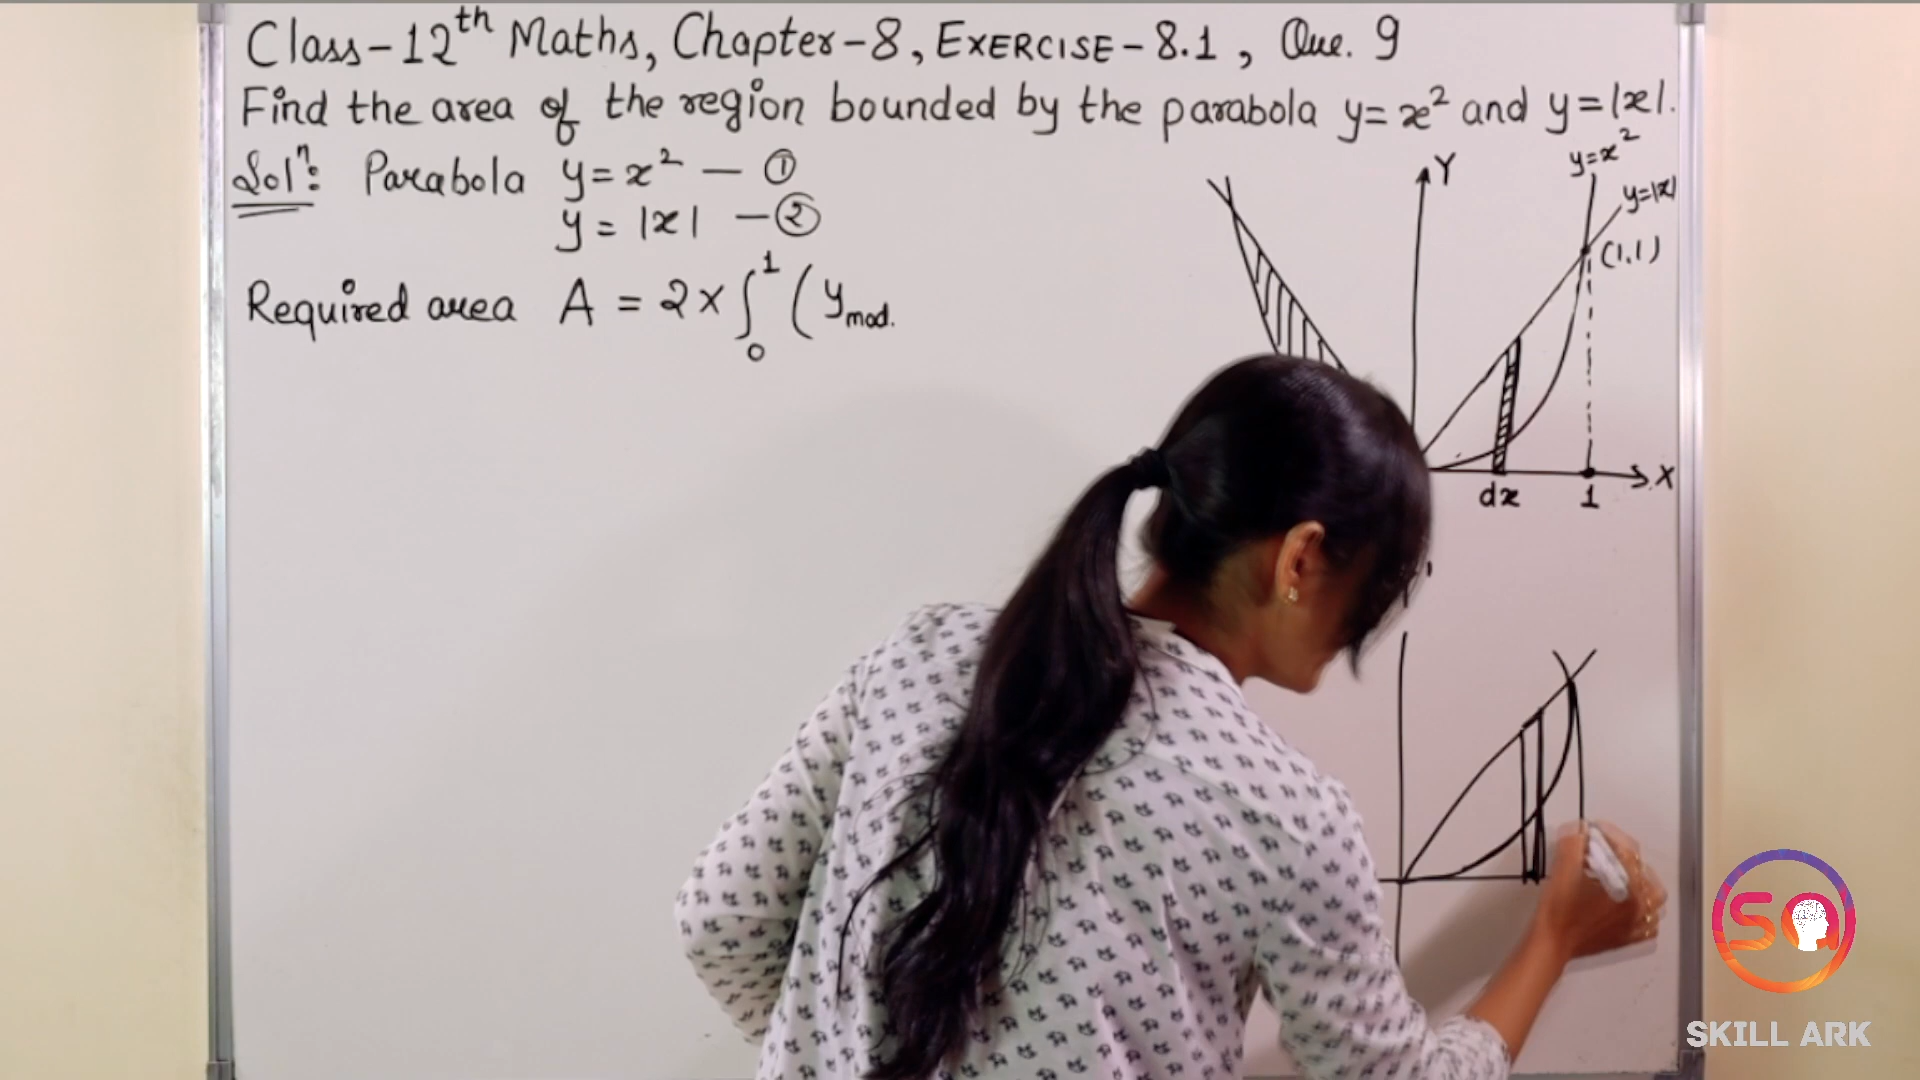 Class-12th Maths, Chapter-8, EXERCISE-8.1, Que. 9
Find the area of the region bounded by the parabola y=x² and y=|x|.
Solⁿ: Parabola y=x² — ①
y = |x| — ②
Required area A = 2×∫₀¹ (y mod.
Y
y=x²
y=|x|
(1,1)
X
dx 1
SA
SKILL ARK